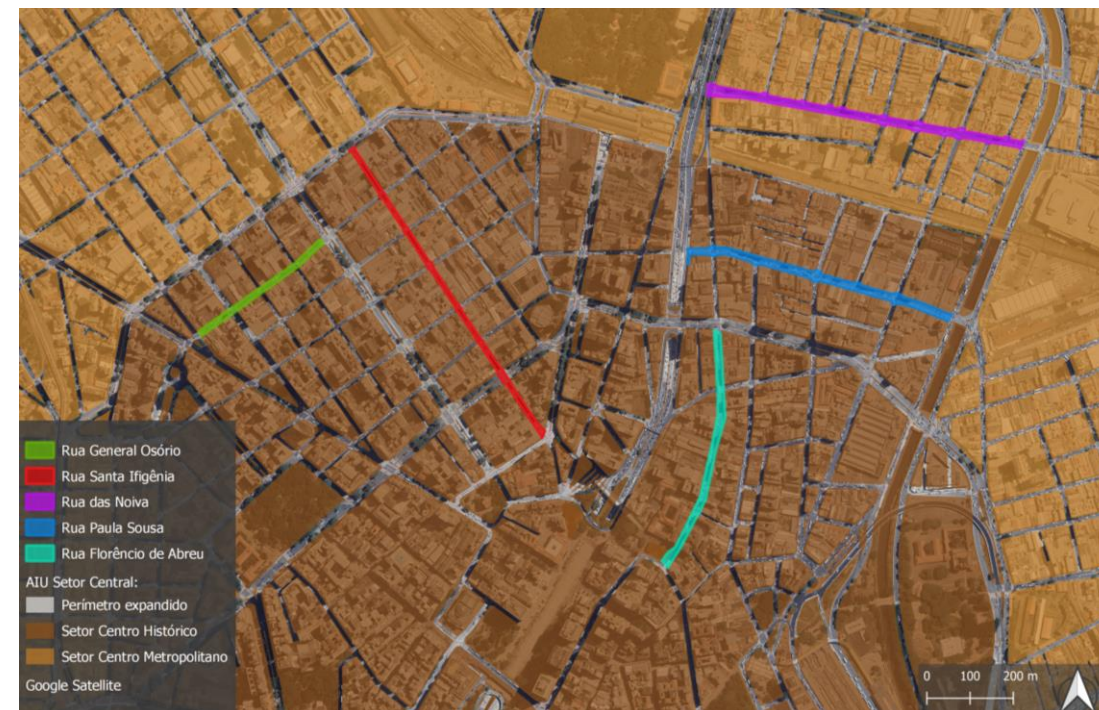 Rua General Osório
Rua Santa Ifigênia
Rua das Noiva
Rua Paula Sousa
Rua Florêncio de Abreu
AIU Setor Central:
Perímetro expandido
Setor Centro Histórico
Setor Centro Metropolitano
Google Satellite
0 100 200 m